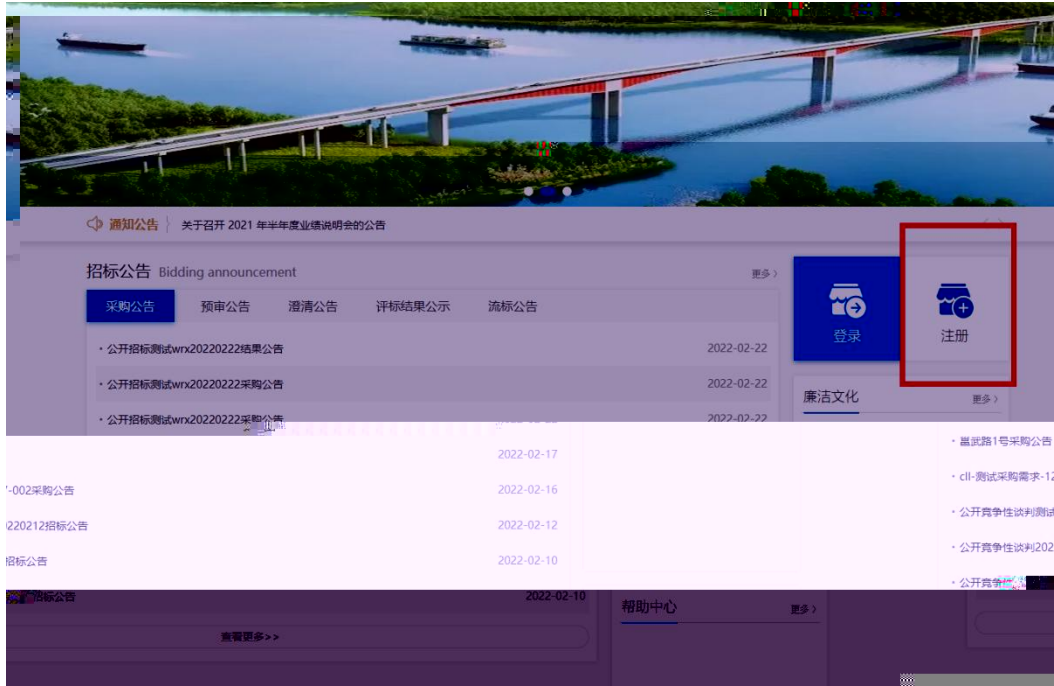 通知公告 关于召开 2021 年半年度业绩说明会的公告
招标公告 Bidding announcement 更多 >
采购公告 预审公告 澄清公告 评标结果公示 流标公告
登录
注册
· 公开招标测试wrx20220222结果公告 2022-02-22
· 公开招标测试wrx20220222采购公告 2022-02-22
· 公开招标测试wrx20220222采购公告 2022-02-22
廉洁文化 更多 >
2022-02-17
-002采购公告 2022-02-16
0220212招标公告 2022-02-12
招标公告 2022-02-10
· 邕武路1号采购公告
· cll-测试采购需求-12
· 公开竞争性谈判测试
· 公开竞争性谈判202
· 公开竞争
招标公告 2022-02-10
查看更多>>
帮助中心 更多 >